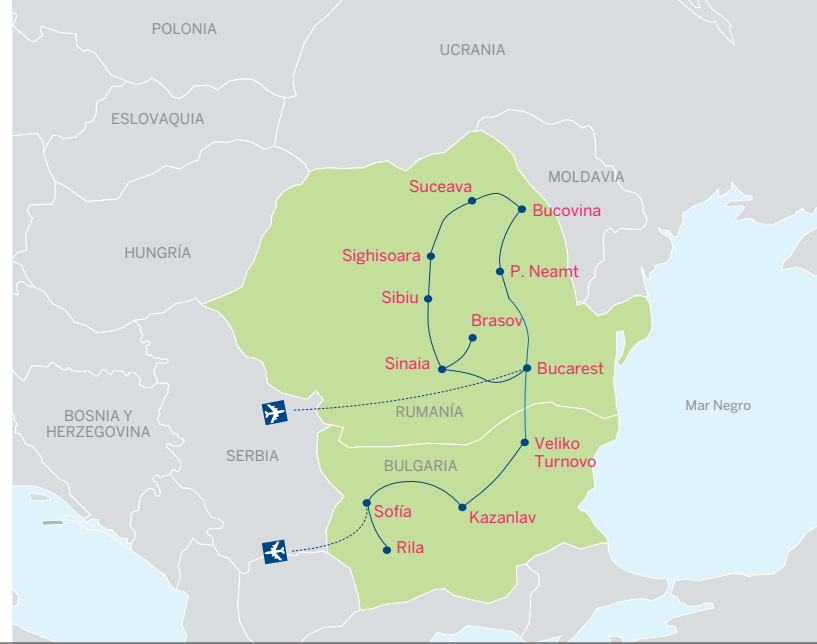 POLONIA
UCRANIA
ESLOVAQUIA
MOLDAVIA
Suceava
Bucovina
HUNGRÍA
Sighisoara
P. Neamt
Sibiu
Brasov
Sinaia
Bucarest
RUMANÍA
Mar Negro
BOSNIA Y
HERZEGOVINA
SERBIA
BULGARIA
Veliko
Turnovo
Sofía
Kazanlav
Rila